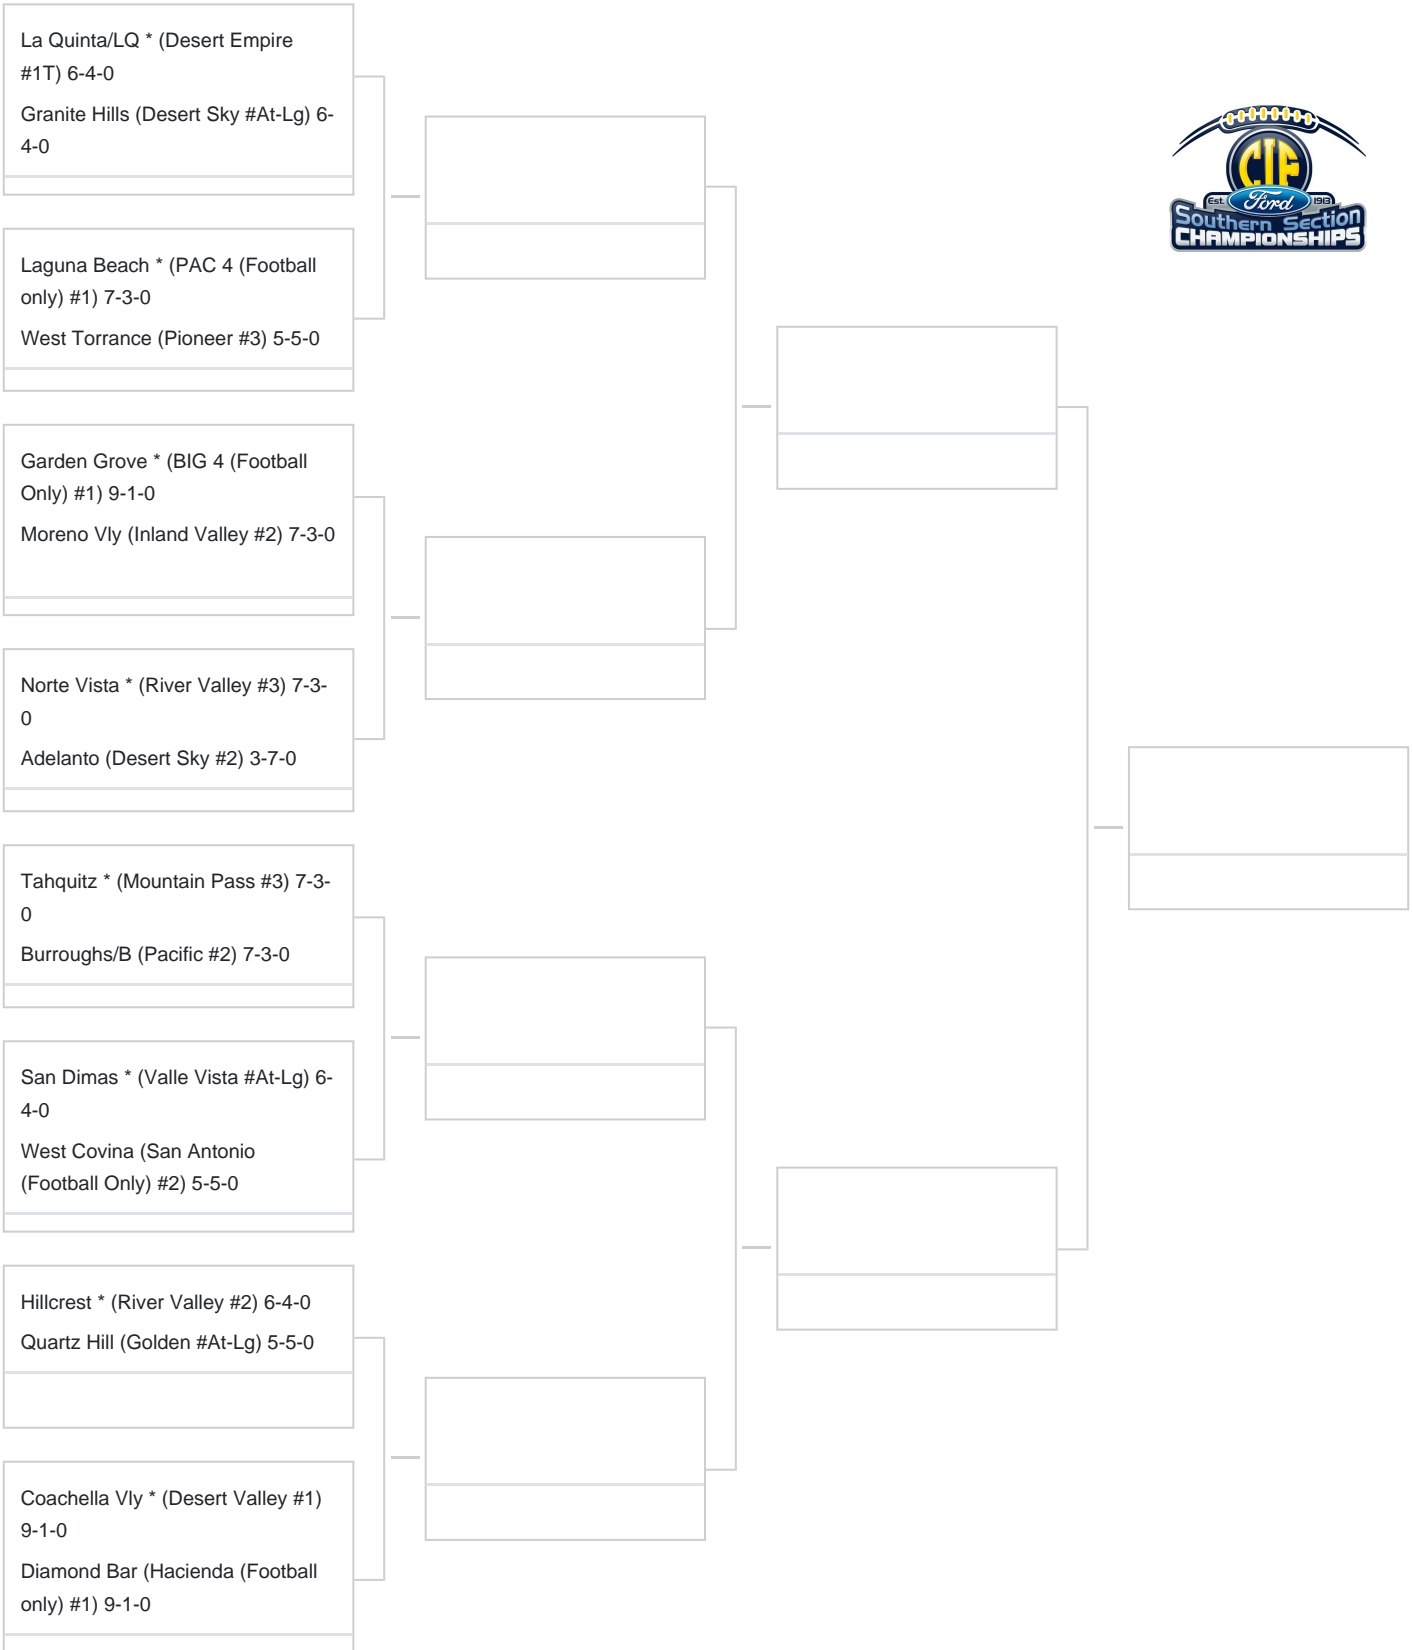 La Quinta/LQ * (Desert Empire
#1T) 6-4-0
Granite Hills (Desert Sky #At-Lg) 6-
4-0
Laguna Beach * (PAC 4 (Football
only) #1) 7-3-0
West Torrance (Pioneer #3) 5-5-0
Garden Grove * (BIG 4 (Football
Only) #1) 9-1-0
Moreno Vly (Inland Valley #2) 7-3-0
Norte Vista * (River Valley #3) 7-3-
0
Adelanto (Desert Sky #2) 3-7-0
Tahquitz * (Mountain Pass #3) 7-3-
0
Burroughs/B (Pacific #2) 7-3-0
San Dimas * (Valle Vista #At-Lg) 6-
4-0
West Covina (San Antonio
(Football Only) #2) 5-5-0
Hillcrest * (River Valley #2) 6-4-0
Quartz Hill (Golden #At-Lg) 5-5-0
Coachella Vly * (Desert Valley #1)
9-1-0
Diamond Bar (Hacienda (Football
only) #1) 9-1-0
CIF
Est. Ford 1913
Southern Section
CHAMPIONSHIPS